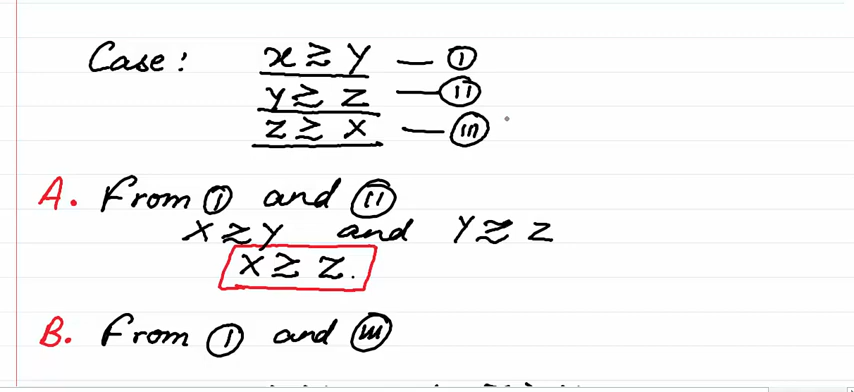 Case: x ≳ y — (i)
y ≳ z — (ii)
z ≳ x — (iii)
A. From (i) and (ii)
x ≳ y and y ≳ z
x ≳ z.
B. From (i) and (iii)